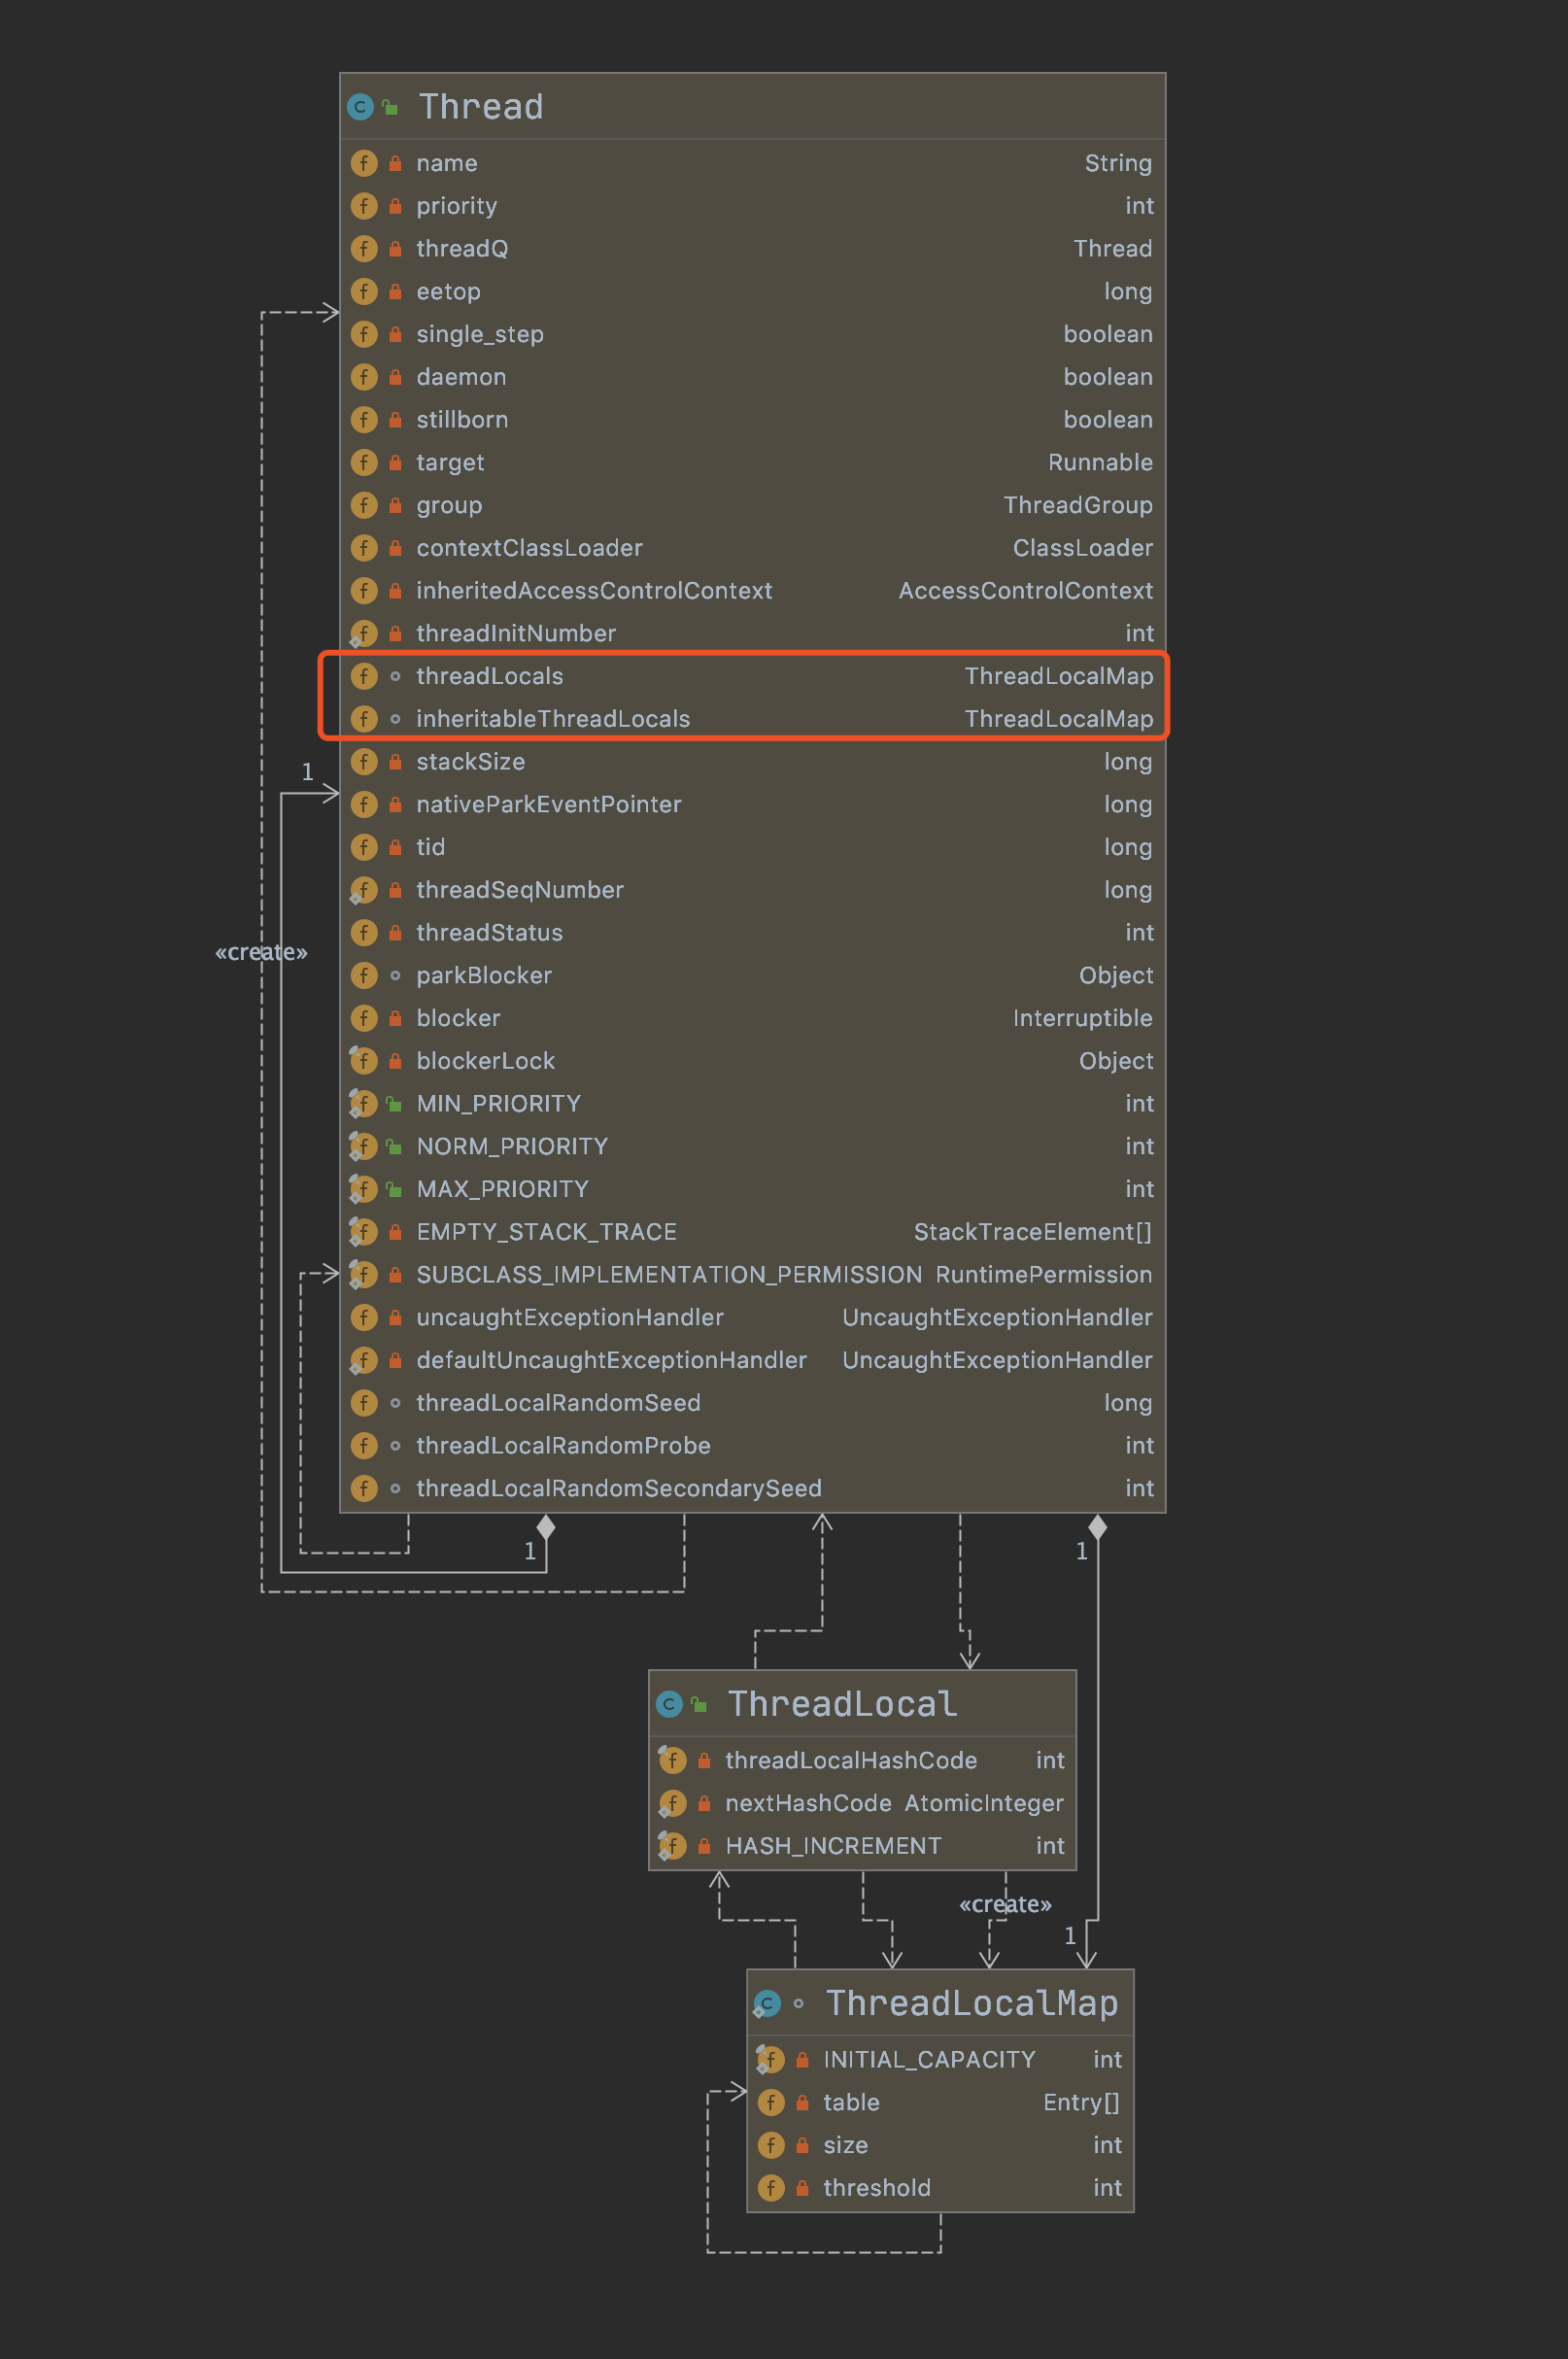 Thread
name String
priority int
threadQ Thread
eetop long
single_step boolean
daemon boolean
stillborn boolean
target Runnable
group ThreadGroup
contextClassLoader ClassLoader
inheritedAccessControlContext AccessControlContext
threadInitNumber int
threadLocals ThreadLocalMap
inheritableThreadLocals ThreadLocalMap
stackSize long
1
nativeParkEventPointer long
tid long
threadSeqNumber long
threadStatus int
«create»
parkBlocker Object
blocker Interruptible
blockerLock Object
MIN_PRIORITY int
NORM_PRIORITY int
MAX_PRIORITY int
EMPTY_STACK_TRACE StackTraceElement[]
SUBCLASS_IMPLEMENTATION_PERMISSION RuntimePermission
uncaughtExceptionHandler UncaughtExceptionHandler
defaultUncaughtExceptionHandler UncaughtExceptionHandler
threadLocalRandomSeed long
threadLocalRandomProbe int
threadLocalRandomSecondarySeed int
1 1
ThreadLocal
threadLocalHashCode int
nextHashCode AtomicInteger
HASH_INCREMENT int
«create»
1
ThreadLocalMap
INITIAL_CAPACITY int
table Entry[]
size int
threshold int